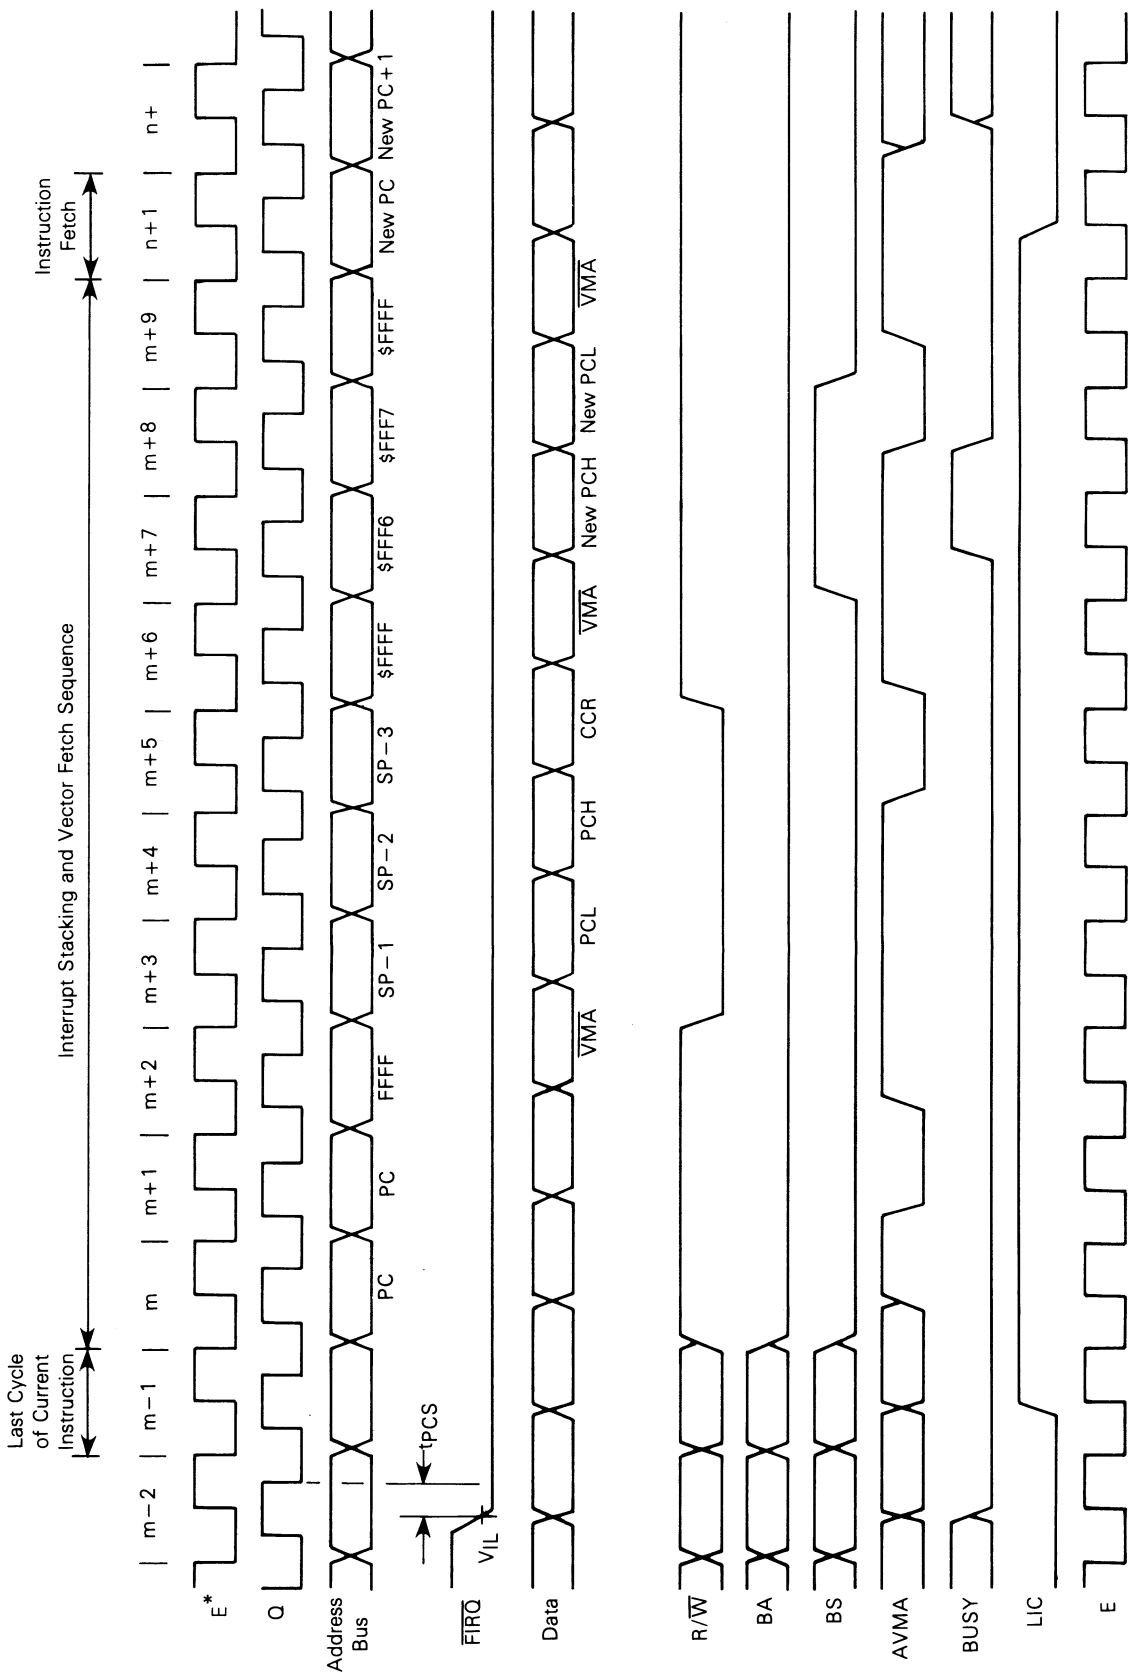 Last Cycle
of Current
Instruction
Interrupt Stacking and Vector Fetch Sequence
Instruction
Fetch
| m−2 | m−1 | m | m+1 | m+2 | m+3 | m+4 | m+5 | m+6 | m+7 | m+8 | m+9 | n+1 | n+ |
E*
Q
Address
Bus
PC PC FFFF SP−1 SP−2 SP−3 $FFFF $FFF6 $FFF7 $FFFF New PC New PC+1
tPCS
FIRQ
VIL
Data
VMA PCL PCH CCR VMA New PCH New PCL VMA
R/W
BA
BS
AVMA
BUSY
LIC
E